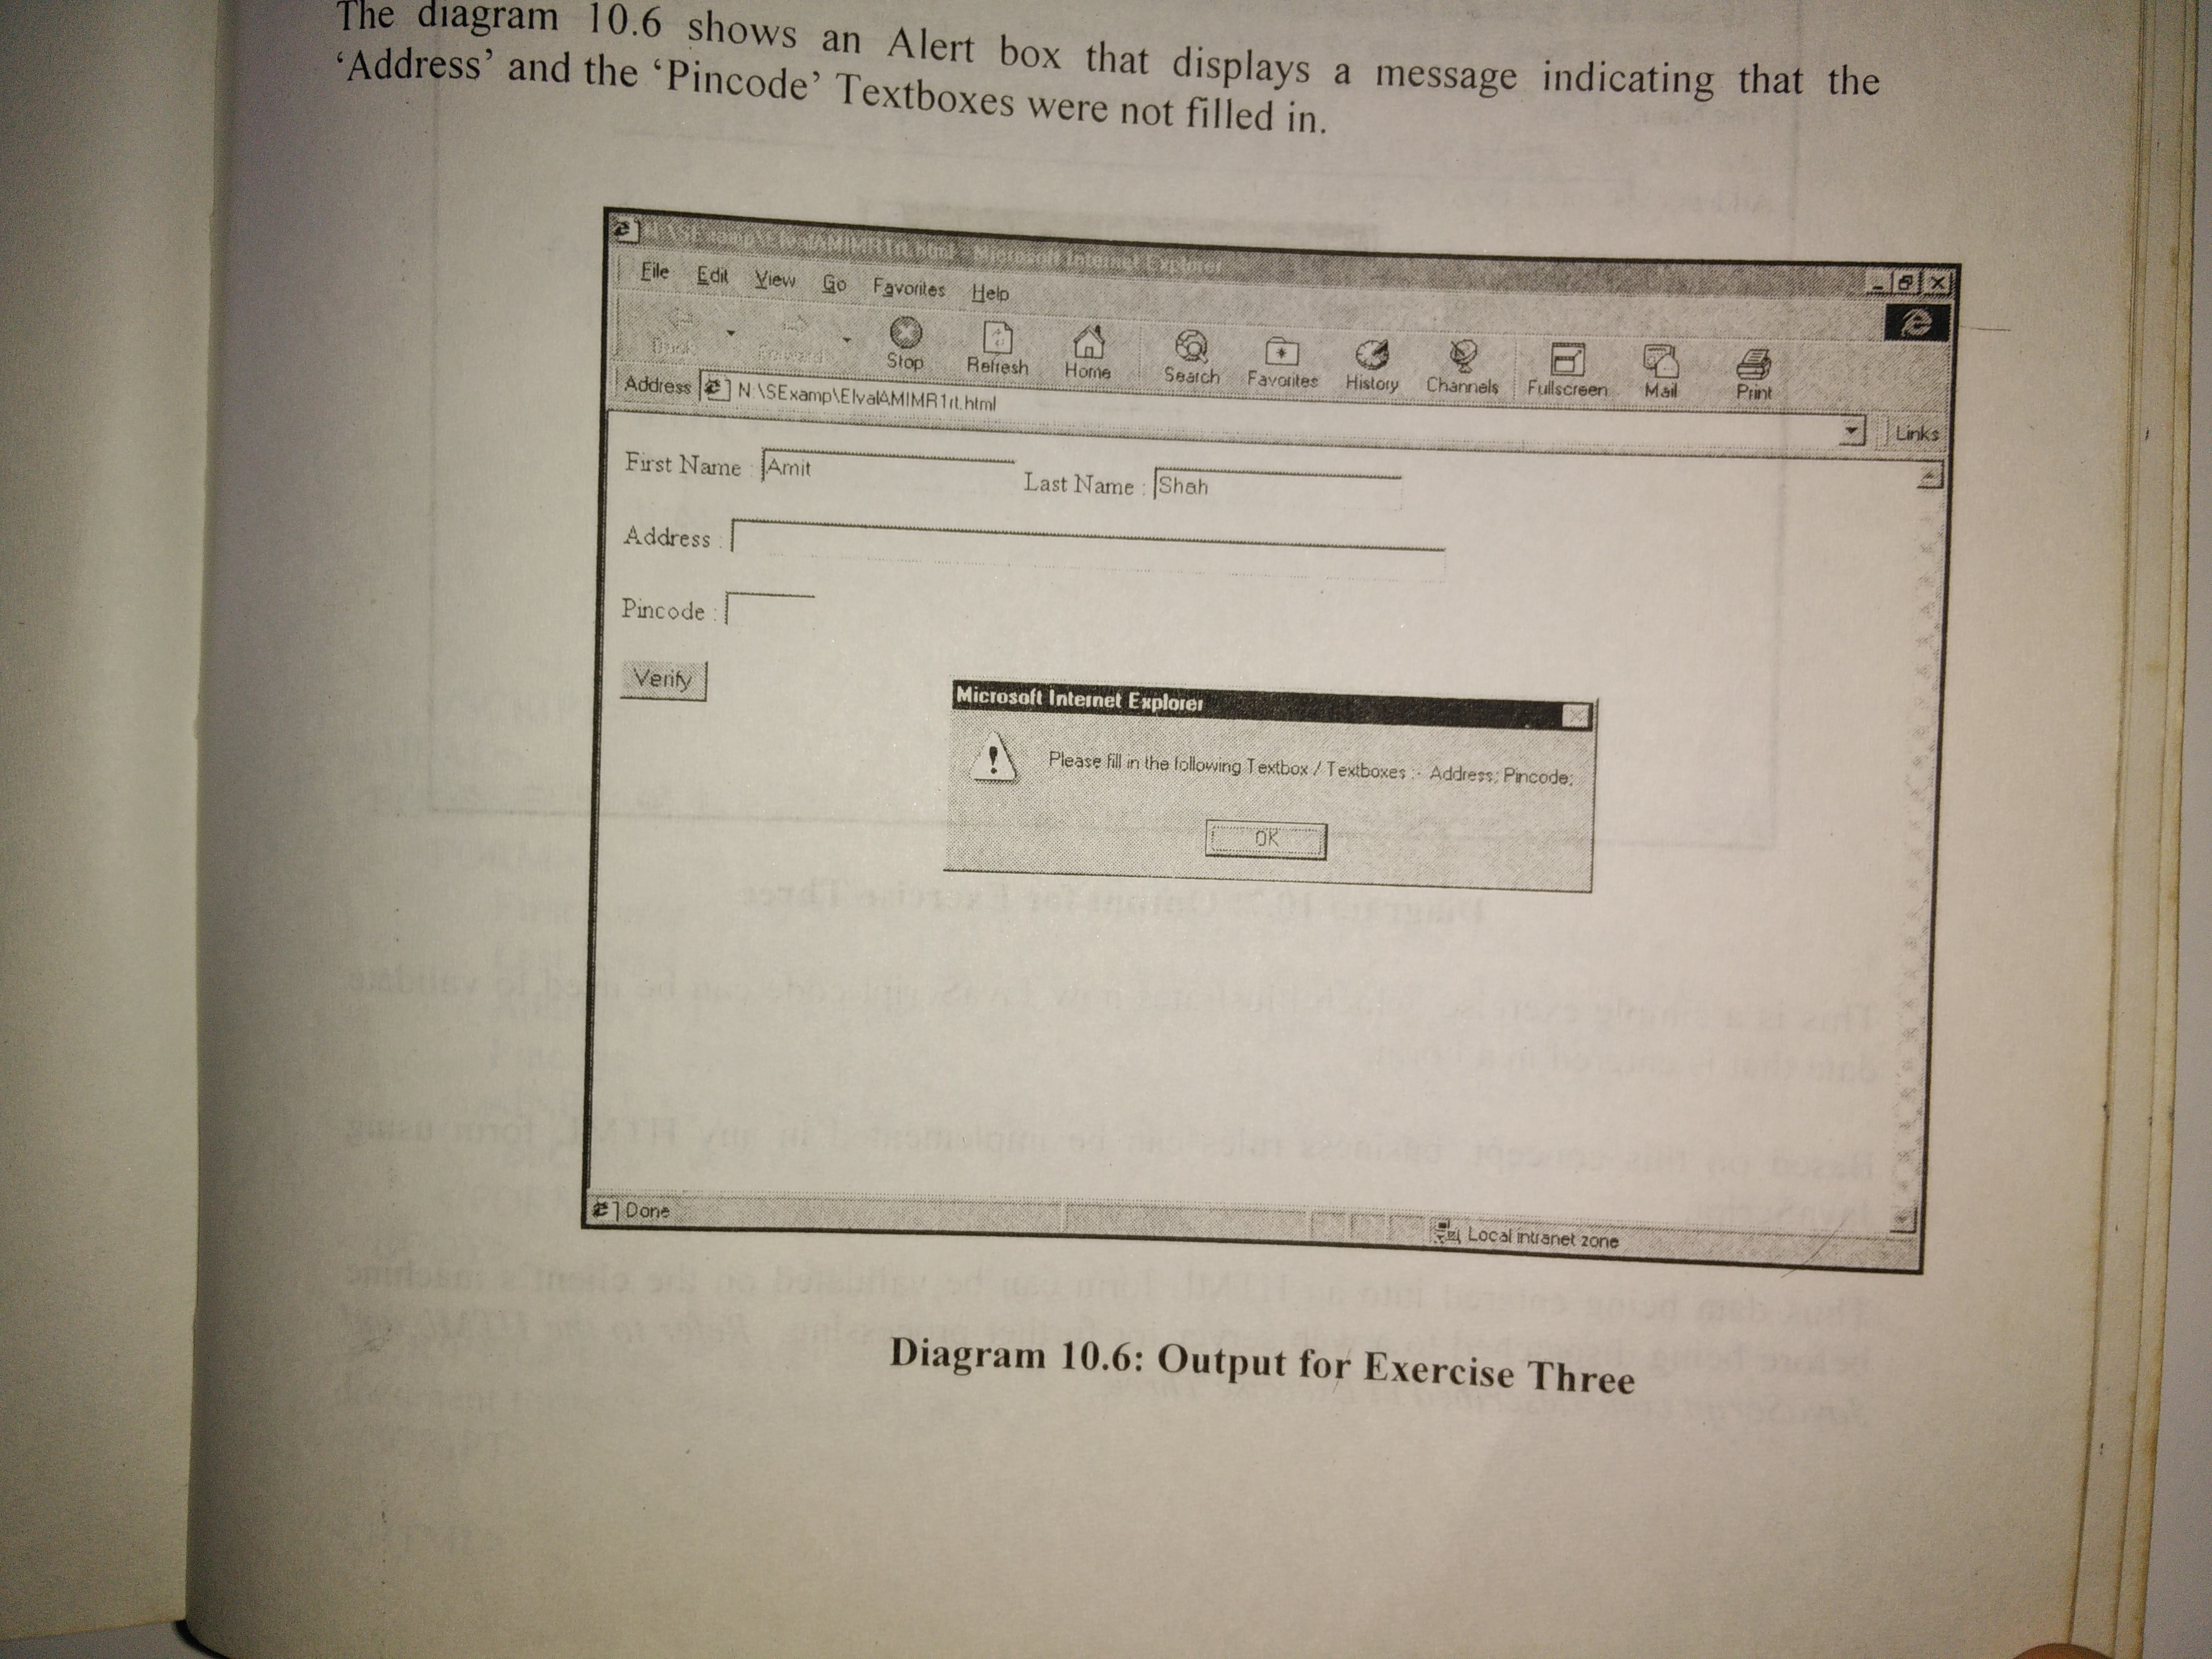 The diagram 10.6 shows an Alert box that displays a message indicating that the
‘Address’ and the ‘Pincode’ Textboxes were not filled in.
Microsoft Internet Explorer
File Edit View Go Favorites Help
Back Forward Stop Refresh Home Search Favorites History Channels Fullscreen Mail Print
Address N:\SExamp\ElvalAMIMR1rt.html Links
First Name : Amit Last Name : Shah
Address :
Pincode :
Verify
Microsoft Internet Explorer
Please fill in the following Textbox / Textboxes :- Address; Pincode;
OK
Done Local intranet zone
Diagram 10.6: Output for Exercise Three